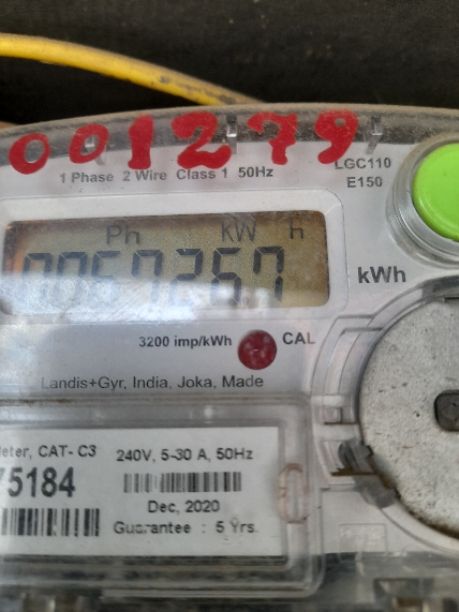 001279
1 Phase 2 Wire Class 1 50Hz
LGC110
E150
Ph KW h
kWh
3200 imp/kWh CAL
Landis+Gyr, India, Joka, Made
eter, CAT- C3 240V, 5-30 A, 50Hz
75184
Dec, 2020
Guarantee : 5 Yrs.